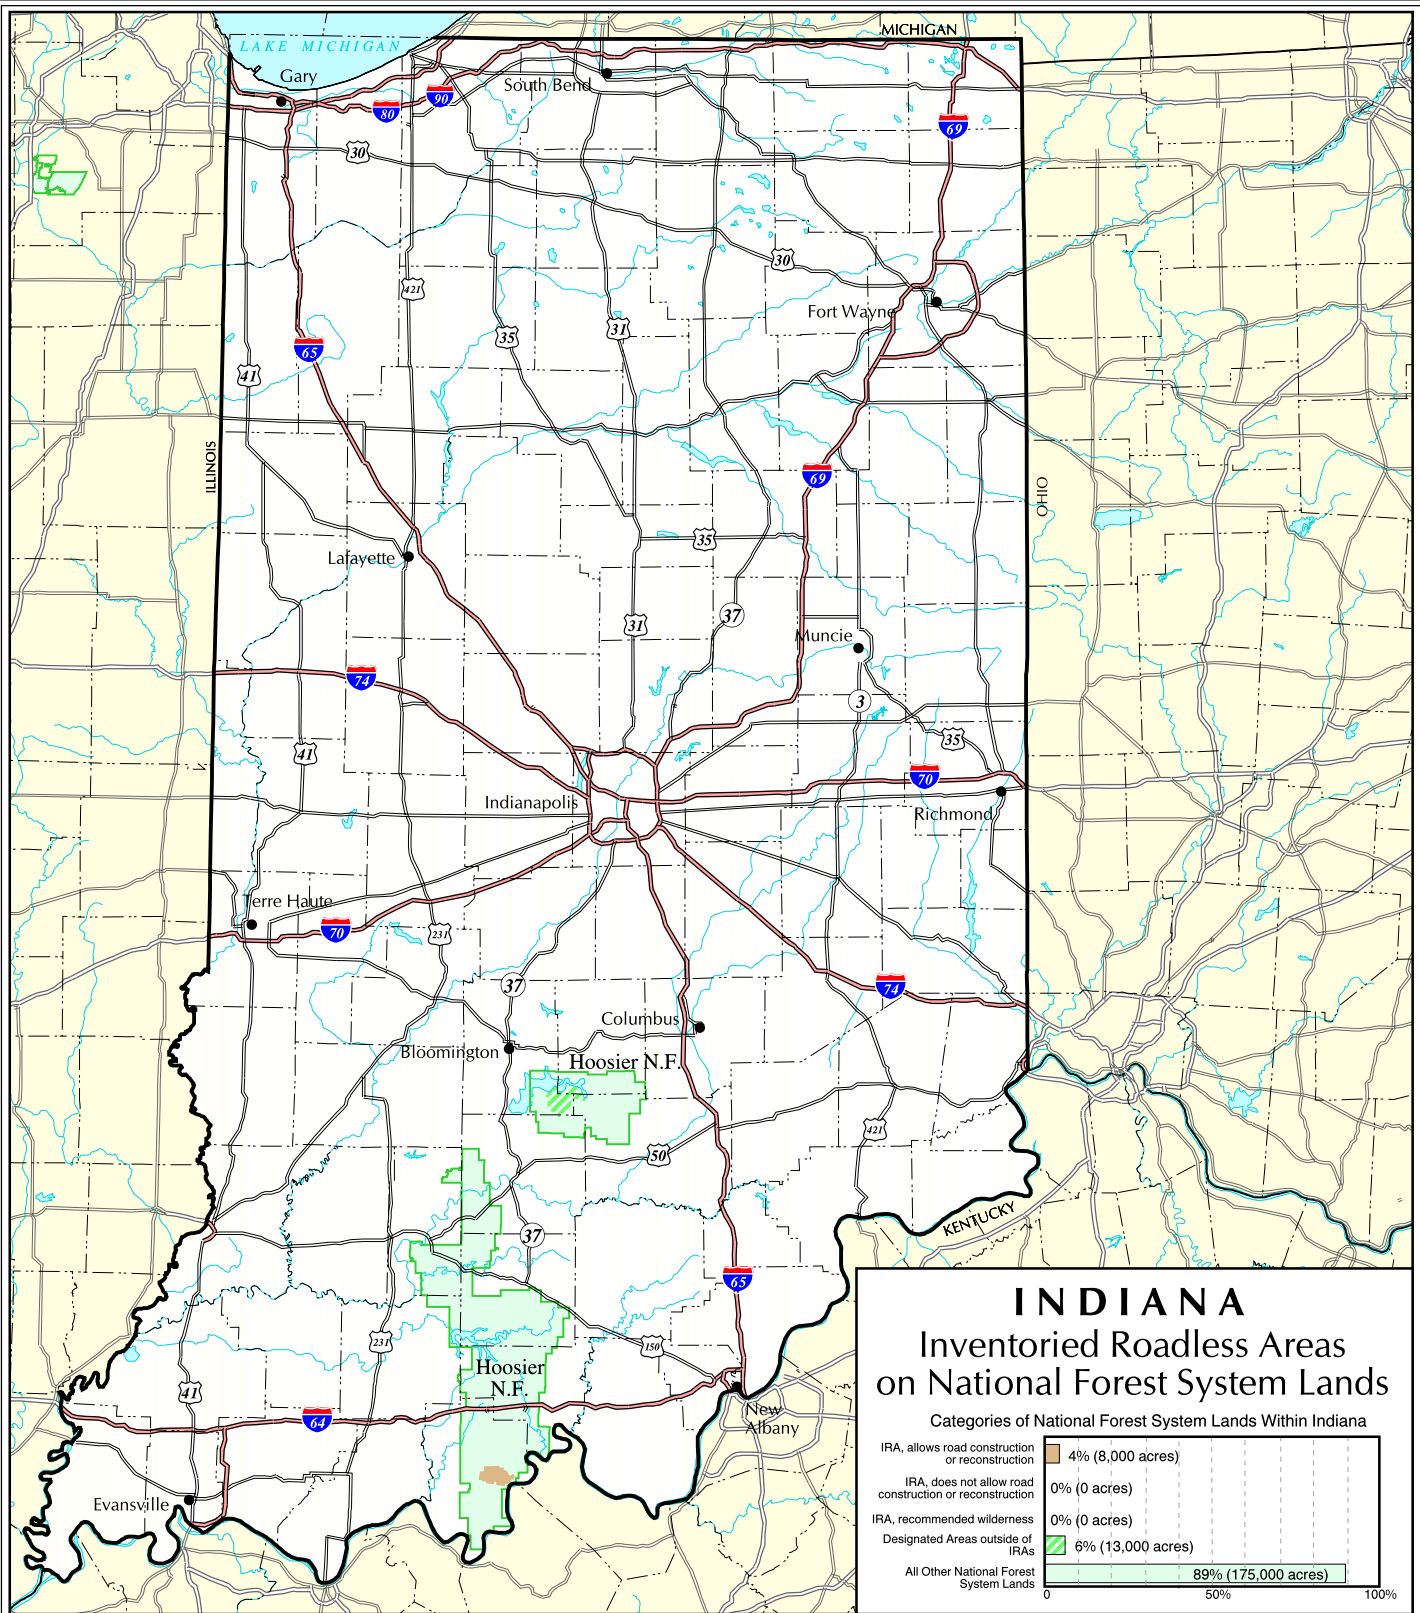 MICHIGAN
LAKE MICHIGAN
Gary
South Bend
90
80
69
30
30
421
Fort Wayne
31
35
65
41
ILLINOIS
69
OHIO
35
Lafayette
37
31
Muncie
74
3
35
41
70
Indianapolis
Richmond
Terre Haute
70
231
74
37
Columbus
Bloomington
Hoosier N.F.
421
50
KENTUCKY
37
65
231
150
Hoosier
N.F.
41
64
New
Albany
Evansville
INDIANA
Inventoried Roadless Areas
on National Forest System Lands
Categories of National Forest System Lands Within Indiana
IRA, allows road construction
or reconstruction
4% (8,000 acres)
IRA, does not allow road
construction or reconstruction
0% (0 acres)
IRA, recommended wilderness
0% (0 acres)
Designated Areas outside of
IRAs
6% (13,000 acres)
All Other National Forest
System Lands
89% (175,000 acres)
0
50%
100%